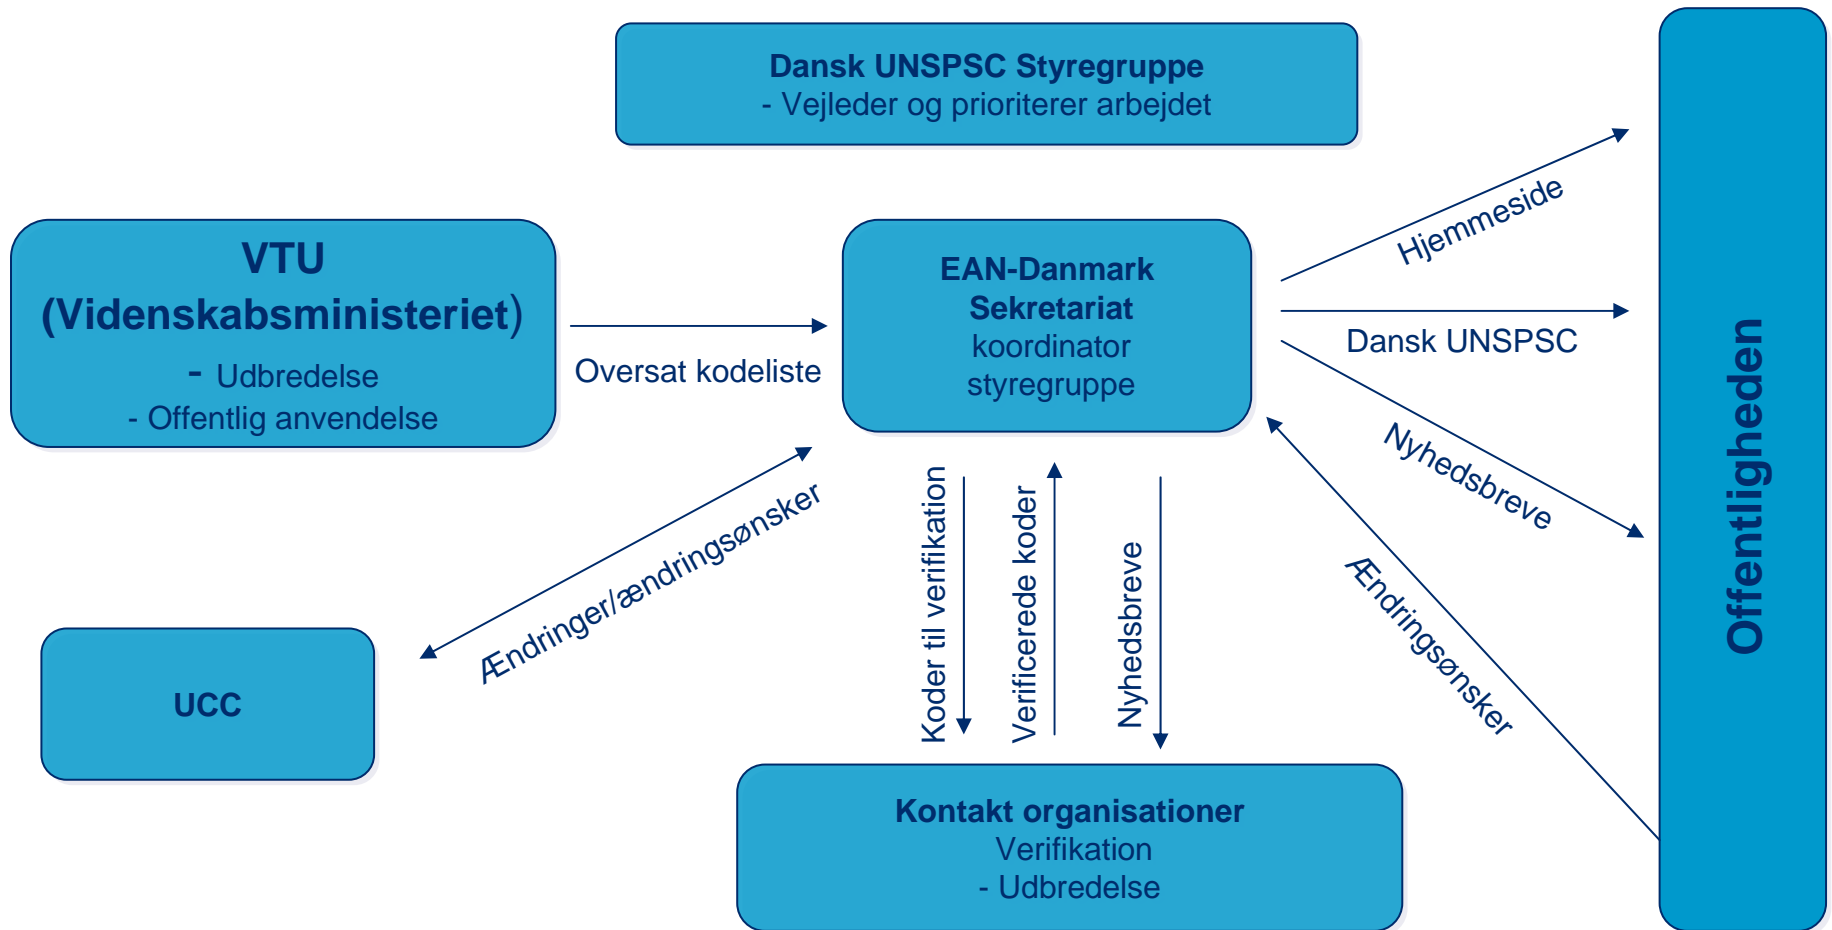 Dansk UNSPSC Styregruppe
- Vejleder og prioriterer arbejdet
VTU
(Videnskabsministeriet)
- Udbredelse
- Offentlig anvendelse
Oversat kodeliste
EAN-Danmark
Sekretariat
koordinator
styregruppe
Hjemmeside
Dansk UNSPSC
Nyhedsbreve
Ændringsønsker
Offentligheden
Ændringer/ændringsønsker
Koder til verifikation
Verificerede koder
Nyhedsbreve
UCC
Kontakt organisationer
Verifikation
- Udbredelse